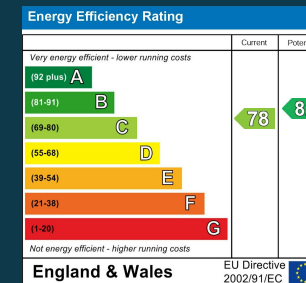 Energy Efficiency Rating
Current
Very energy efficient - lower running costs
(92 plus) A
(81-91) B
(69-80) C
78
(55-68) D
(39-54) E
(21-38) F
(1-20) G
Not energy efficient - higher running costs
England & Wales
EU Directive
2002/91/EC